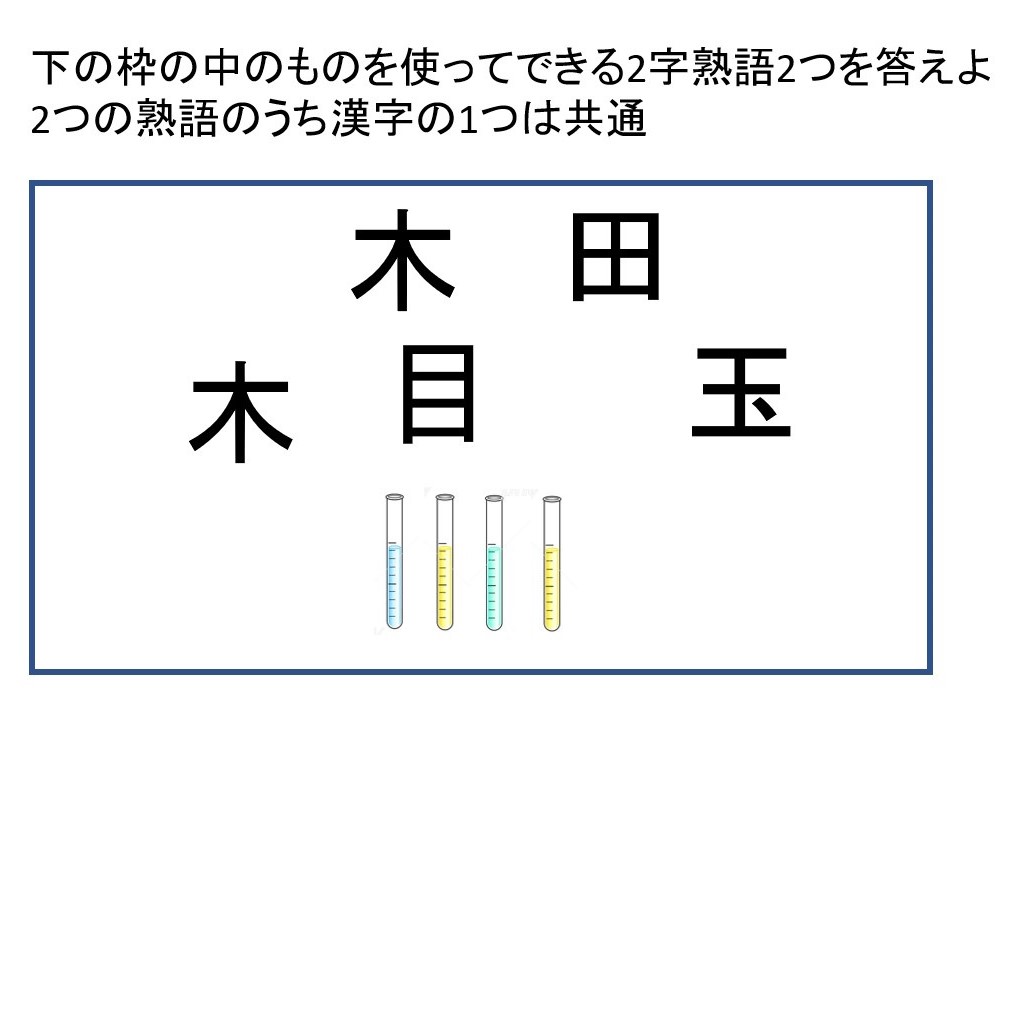 下の枠の中のものを使ってできる2字熟語2つを答えよ
2つの熟語のうち漢字の1つは共通
木 田
木 目 玉